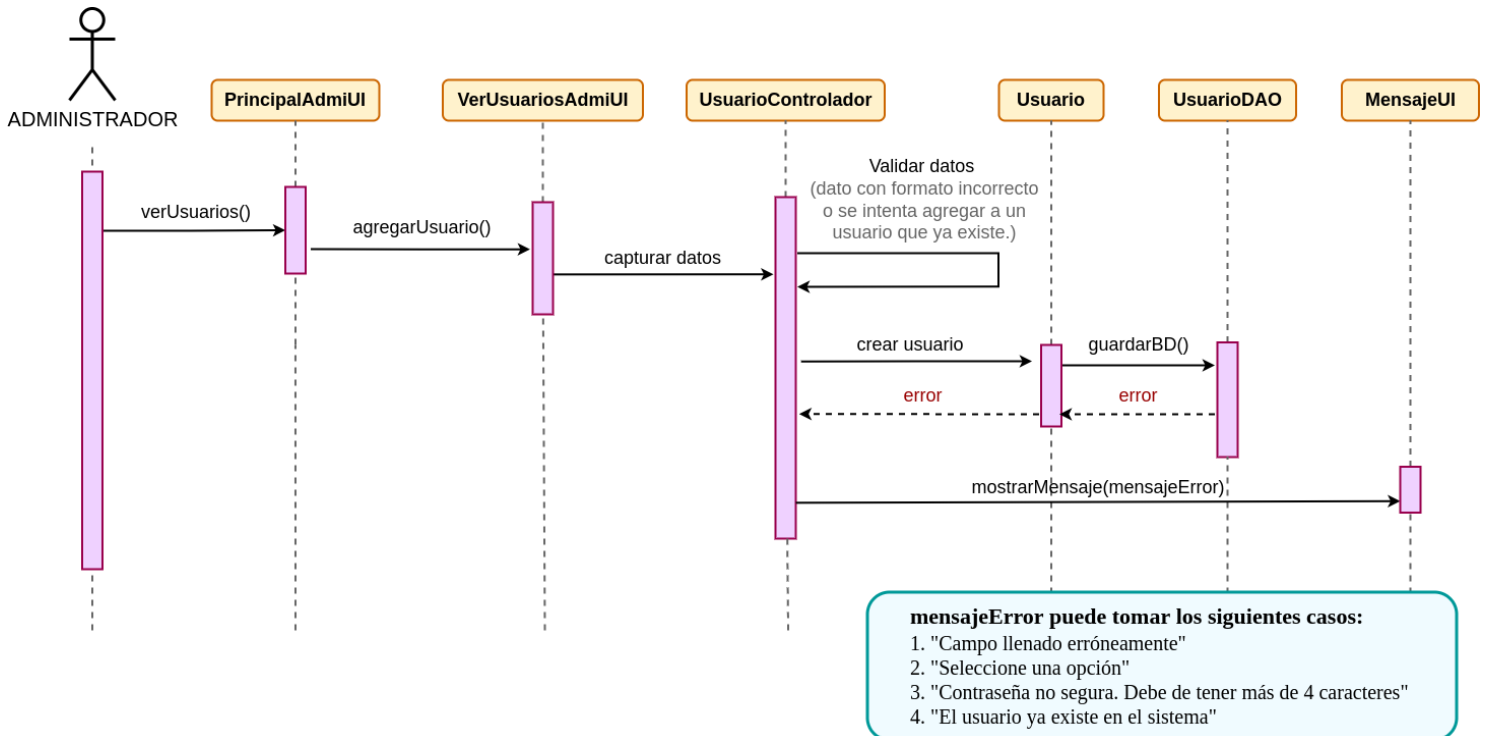 ADMINISTRADOR
PrincipalAdmiUI
VerUsuariosAdmiUI
UsuarioControlador
Usuario
UsuarioDAO
MensajeUI
Validar datos
(dato con formato incorrecto
o se intenta agregar a un
usuario que ya existe.)
verUsuarios()
agregarUsuario()
capturar datos
crear usuario
guardarBD()
error
error
mostrarMensaje(mensajeError)
mensajeError puede tomar los siguientes casos:
1. "Campo llenado erróneamente"
2. "Seleccione una opción"
3. "Contraseña no segura. Debe de tener más de 4 caracteres"
4. "El usuario ya existe en el sistema"